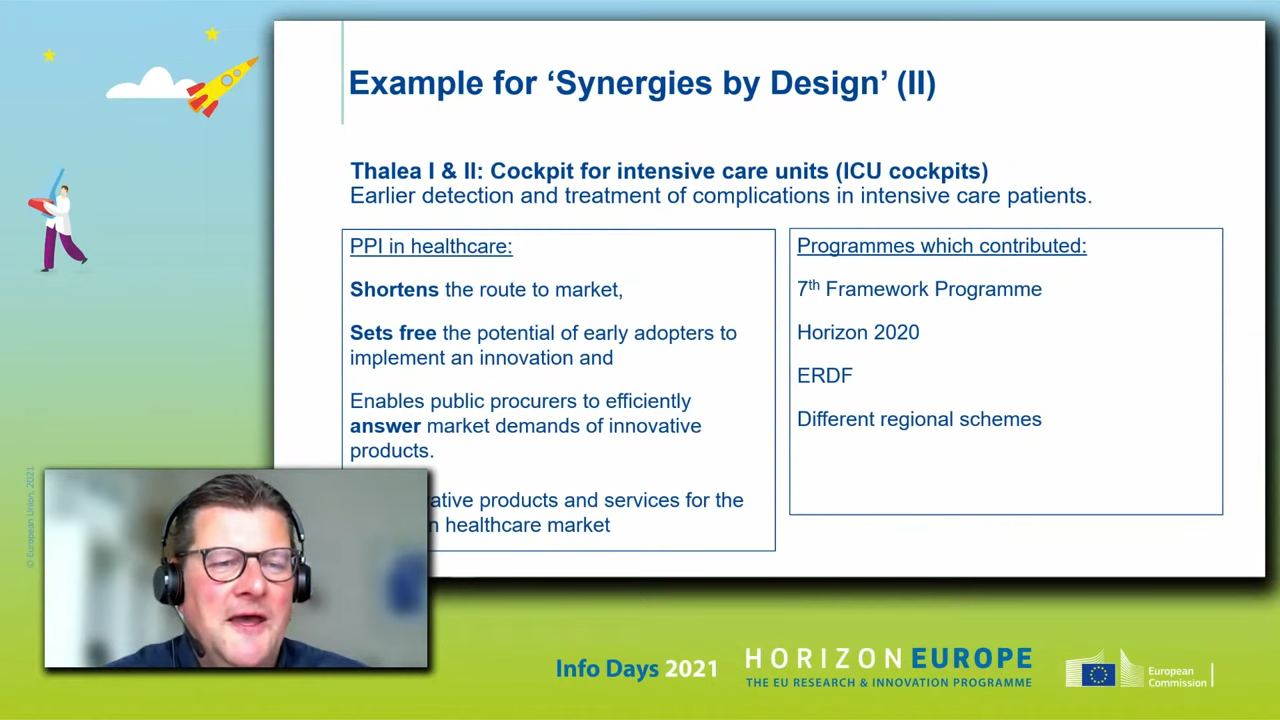 Example for ‘Synergies by Design’ (II)
Thalea I & II: Cockpit for intensive care units (ICU cockpits)
Earlier detection and treatment of complications in intensive care patients.
PPI in healthcare:
Shortens the route to market,
Sets free the potential of early adopters to
implement an innovation and
Enables public procurers to efficiently
answer market demands of innovative
products.
products and services for the
healthcare market
Programmes which contributed:
7th Framework Programme
Horizon 2020
ERDF
Different regional schemes
© European Union, 2021
Info Days 2021
HORIZON EUROPE
THE EU RESEARCH & INNOVATION PROGRAMME
European
Commission